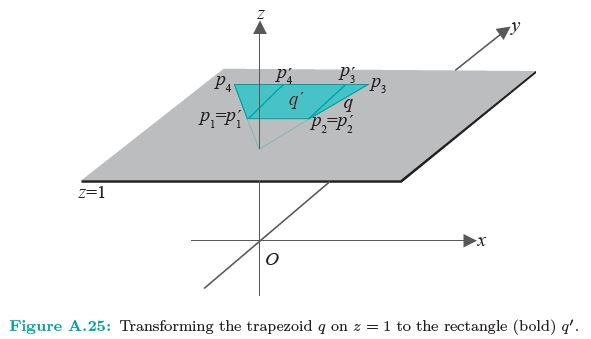 z
y
p₄ p′₄ p′₃ p₃
q′ q
p₁=p′₁ p₂=p′₂
z=1
x
O
Figure A.25: Transforming the trapezoid q on z = 1 to the rectangle (bold) q′.